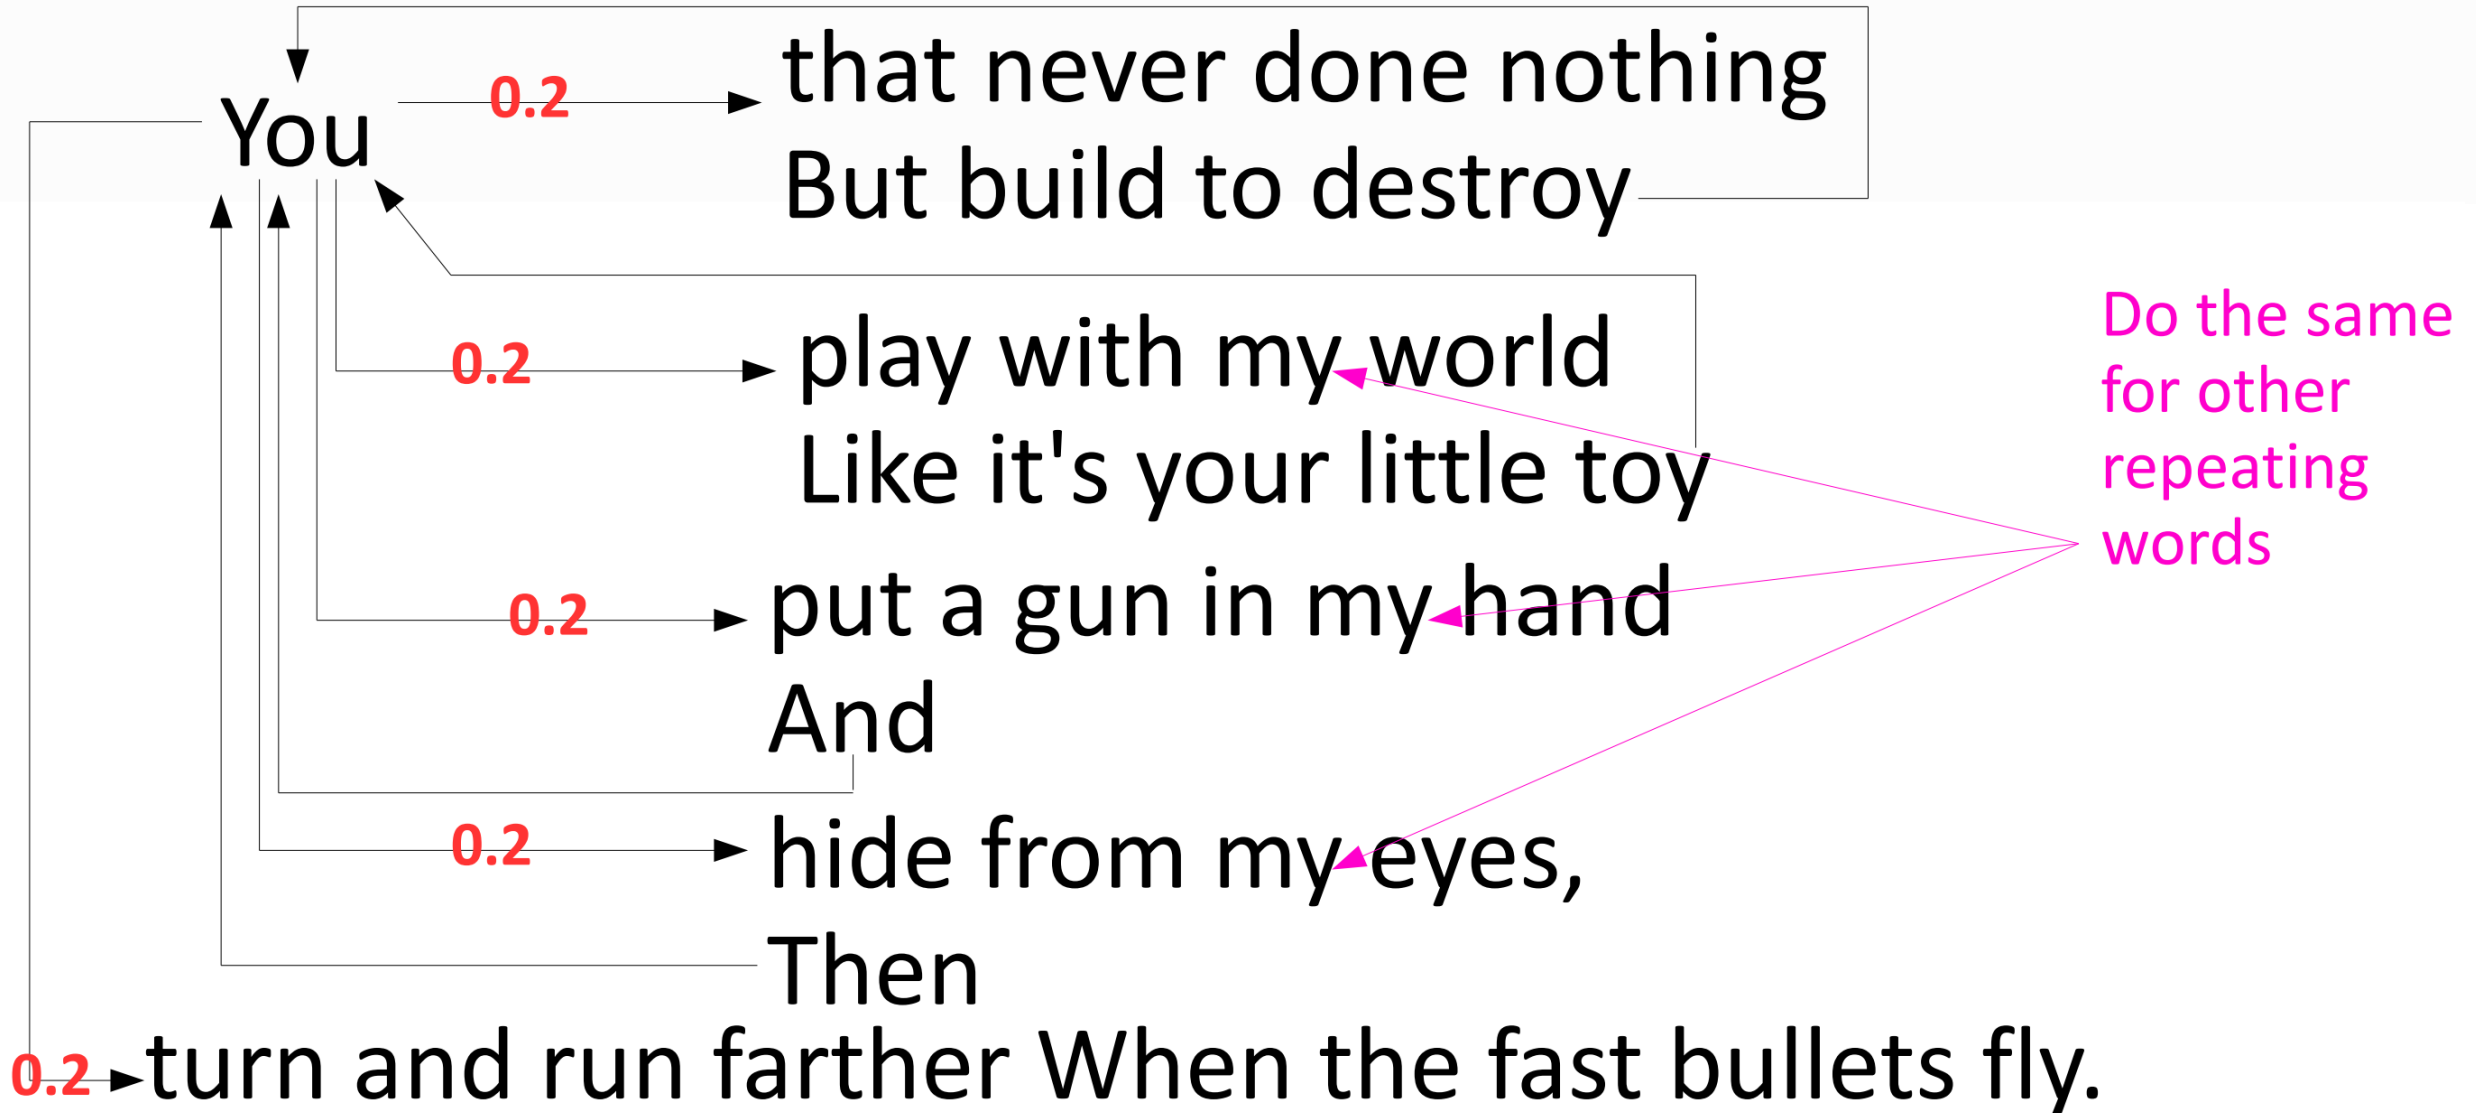 0.2
that never done nothing
You
But build to destroy
0.2
play with my world
Like it's your little toy
0.2
put a gun in my hand
And
0.2
hide from my eyes,
Then
0.2
turn and run farther When the fast bullets fly.
Do the same
for other
repeating
words